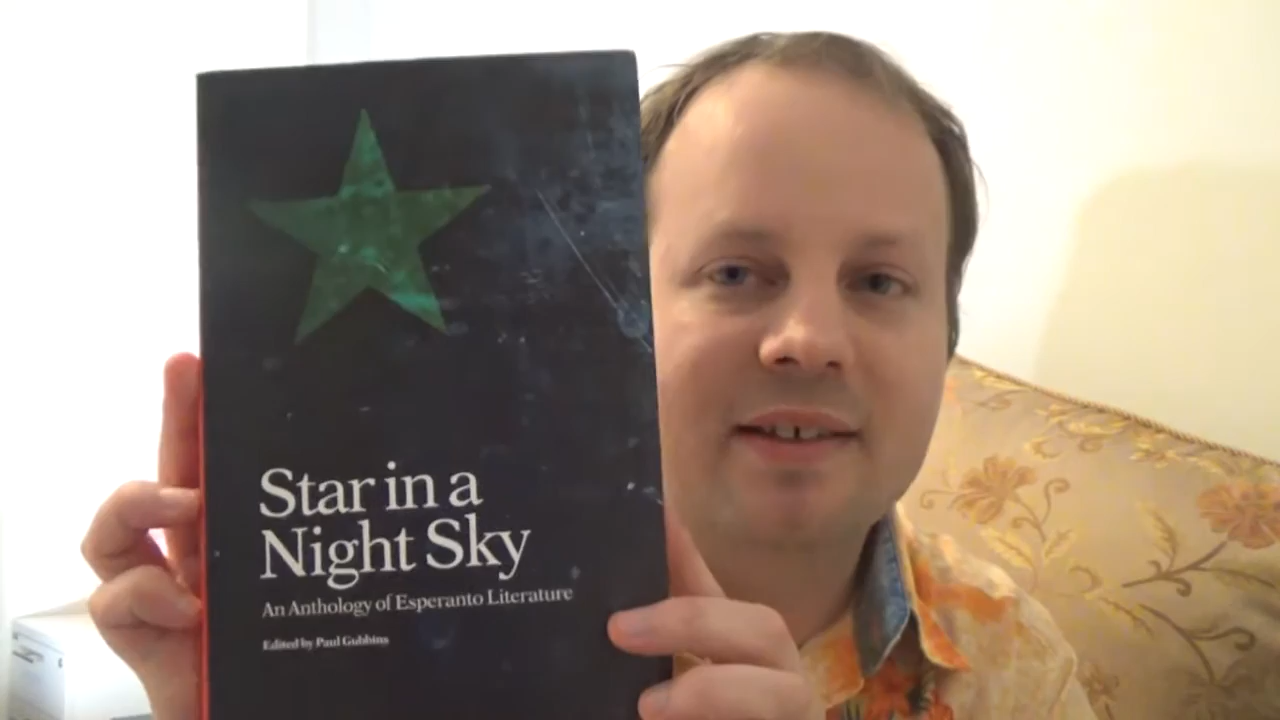 Star in a
Night Sky
An Anthology of Esperanto Literature
Edited by Paul Gubbins